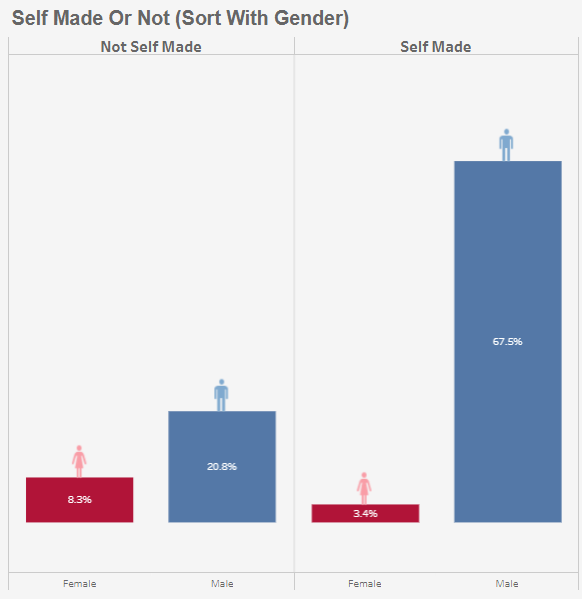 Self Made Or Not (Sort With Gender)
Not Self Made
Self Made
67.5%
20.8%
8.3%
3.4%
Female
Male
Female
Male